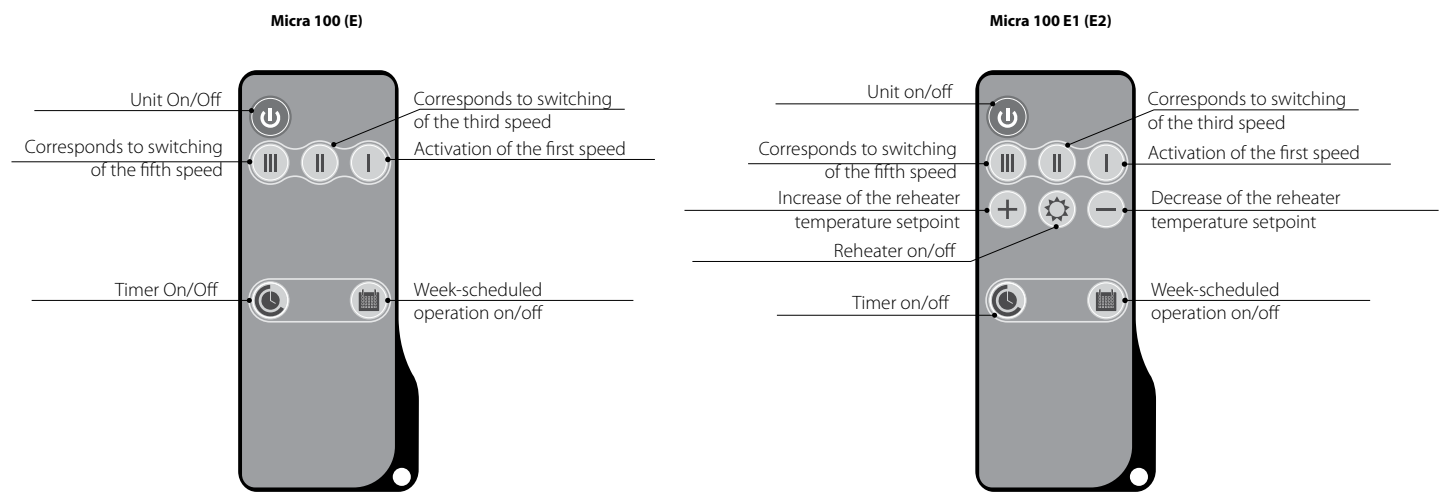 Micra 100 (E)
Unit On/Off
Corresponds to switching
of the third speed
Corresponds to switching
of the fifth speed
Activation of the first speed
III
II
I
Timer On/Off
Week-scheduled
operation on/off
Micra 100 E1 (E2)
Unit on/off
Corresponds to switching
of the third speed
Corresponds to switching
of the fifth speed
Activation of the first speed
III
II
I
Increase of the reheater
temperature setpoint
Decrease of the reheater
temperature setpoint
+
−
Reheater on/off
Timer on/off
Week-scheduled
operation on/off